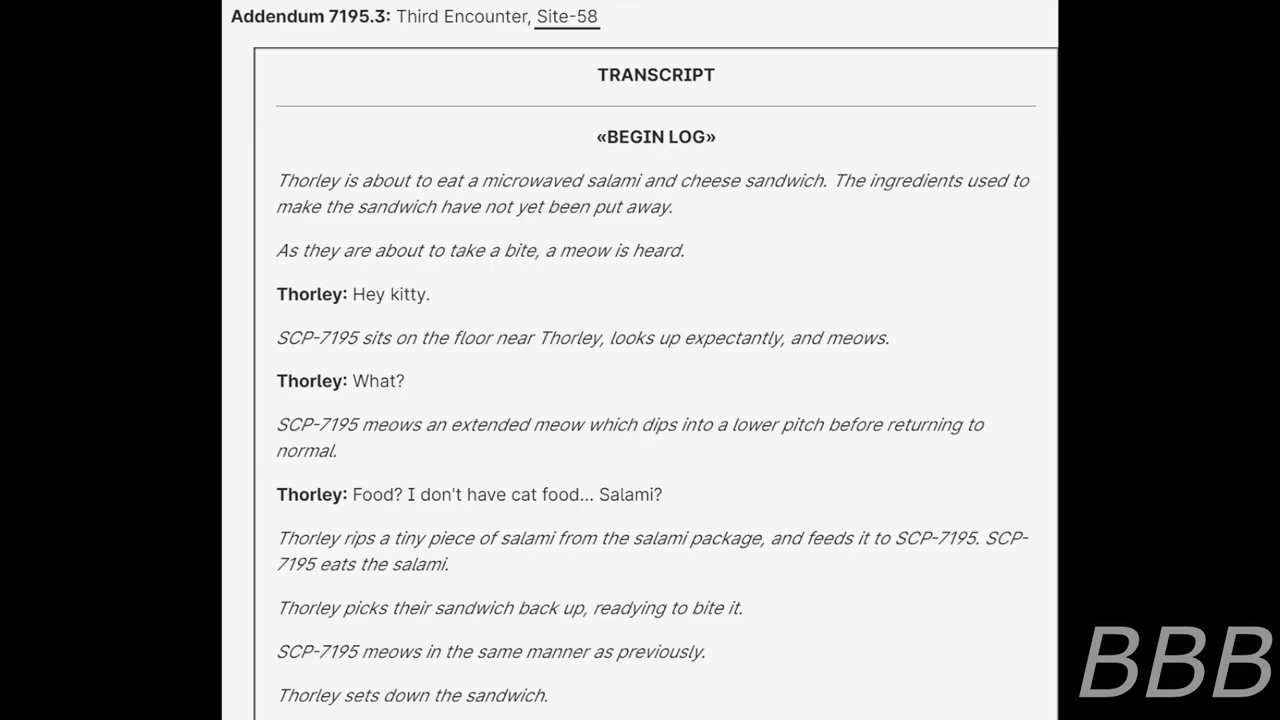 Addendum 7195.3: Third Encounter, Site-58
TRANSCRIPT
«BEGIN LOG»
Thorley is about to eat a microwaved salami and cheese sandwich. The ingredients used to
make the sandwich have not yet been put away.
As they are about to take a bite, a meow is heard.
Thorley: Hey kitty.
SCP-7195 sits on the floor near Thorley, looks up expectantly, and meows.
Thorley: What?
SCP-7195 meows an extended meow which dips into a lower pitch before returning to
normal.
Thorley: Food? I don't have cat food... Salami?
Thorley rips a tiny piece of salami from the salami package, and feeds it to SCP-7195. SCP-
7195 eats the salami.
Thorley picks their sandwich back up, readying to bite it.
SCP-7195 meows in the same manner as previously.
Thorley sets down the sandwich.
BBB